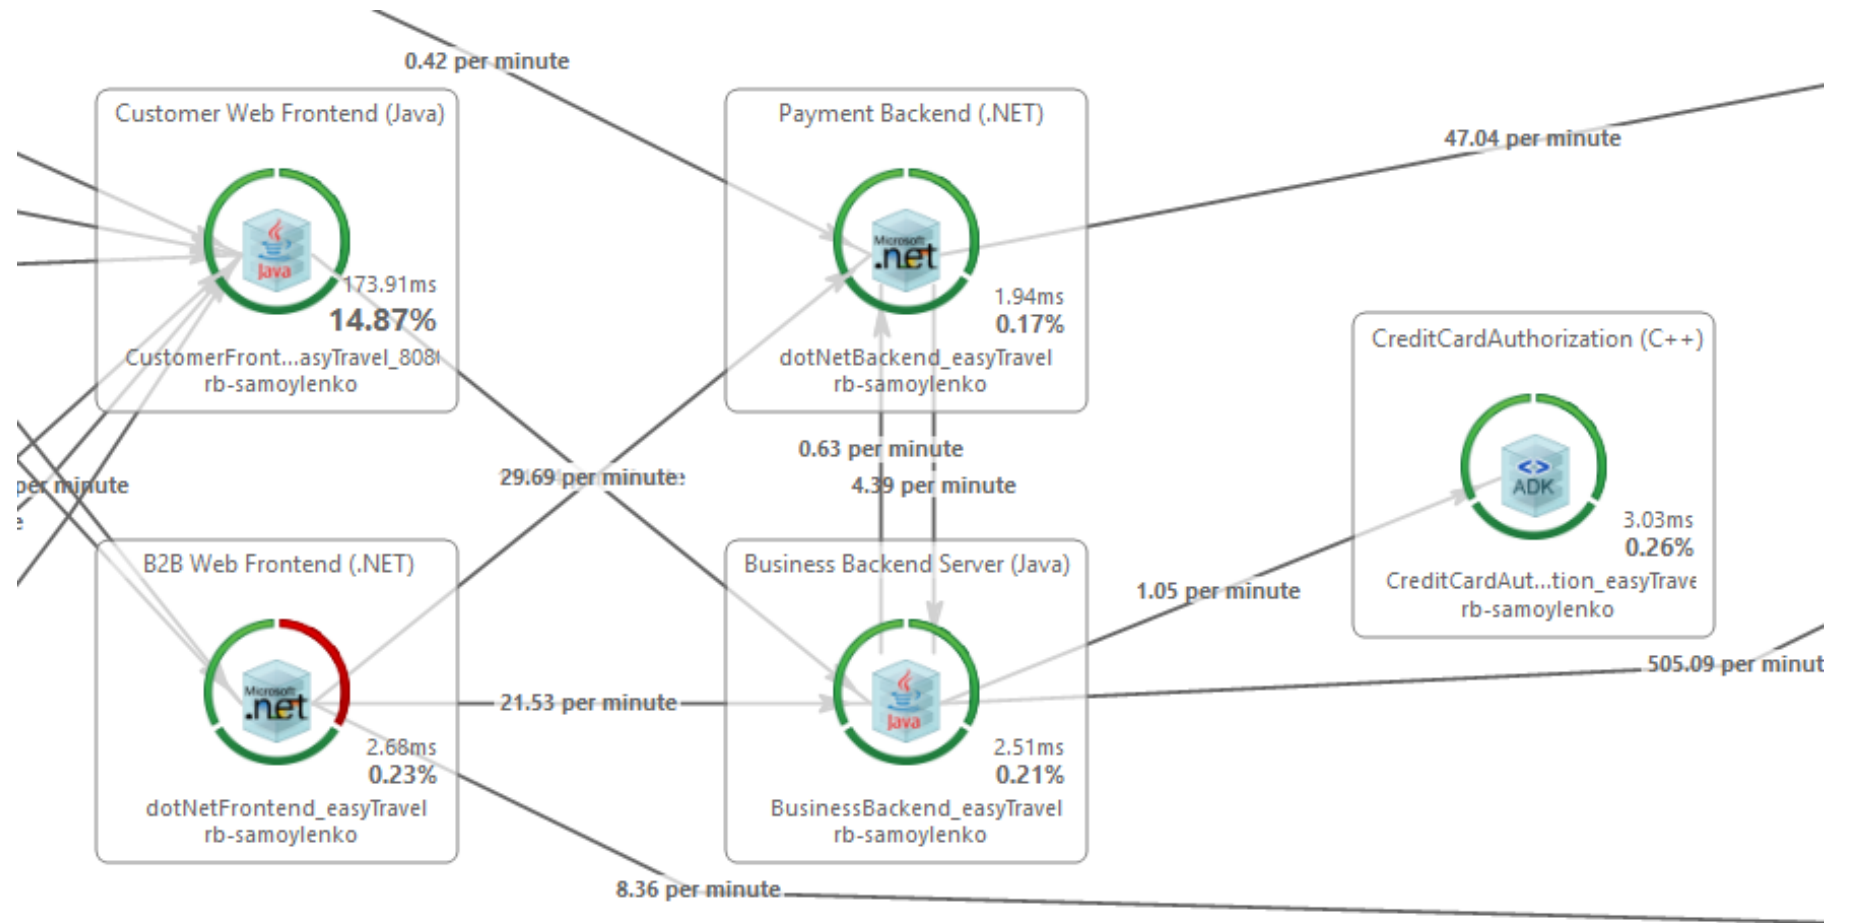 0.42 per minute
Customer Web Frontend (Java)
Java
173.91ms
14.87%
CustomerFront...asyTravel_808
rb-samoylenko
Payment Backend (.NET)
Microsoft
.net
1.94ms
0.17%
dotNetBackend_easyTravel
rb-samoylenko
47.04 per minute
CreditCardAuthorization (C++)
<>
ADK
3.03ms
0.26%
CreditCardAut...tion_easyTrave
rb-samoylenko
per minute
29.69 per minute
0.63 per minute
4.39 per minute
B2B Web Frontend (.NET)
Microsoft
.net
2.68ms
0.23%
dotNetFrontend_easyTravel
rb-samoylenko
21.53 per minute
Business Backend Server (Java)
Java
2.51ms
0.21%
BusinessBackend_easyTravel
rb-samoylenko
1.05 per minute
505.09 per minut
8.36 per minute